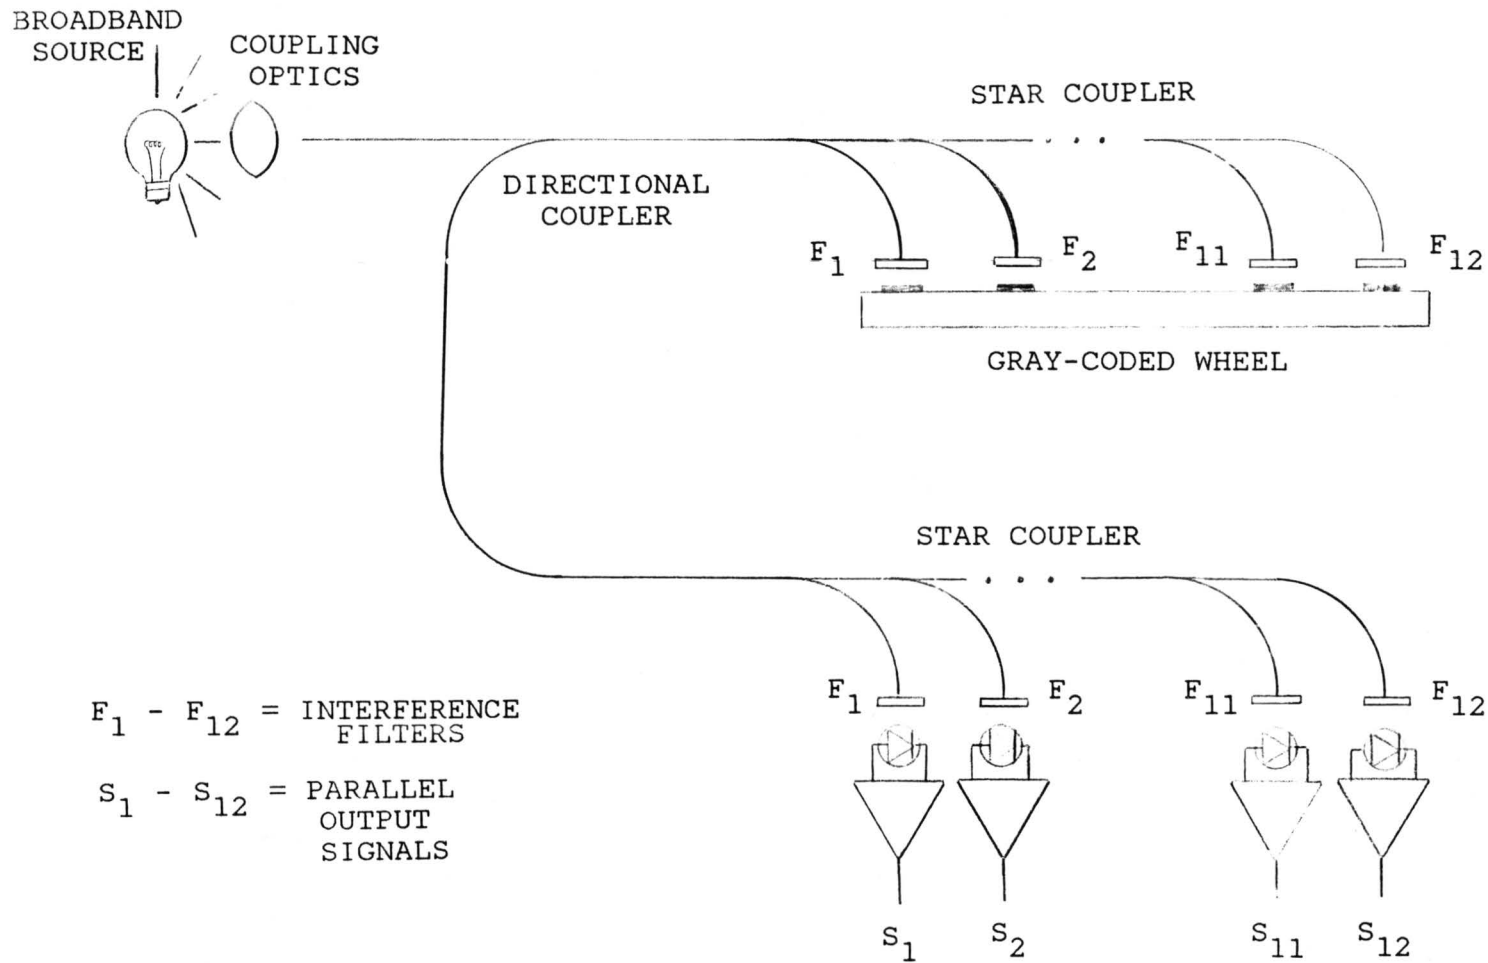 BROADBAND
SOURCE
COUPLING
OPTICS
STAR COUPLER
DIRECTIONAL
COUPLER
F1
F2
F11
F12
GRAY-CODED WHEEL
STAR COUPLER
F1
F2
F11
F12
F1 - F12 = INTERFERENCE
FILTERS
S1 - S12 = PARALLEL
OUTPUT
SIGNALS
S1
S2
S11
S12